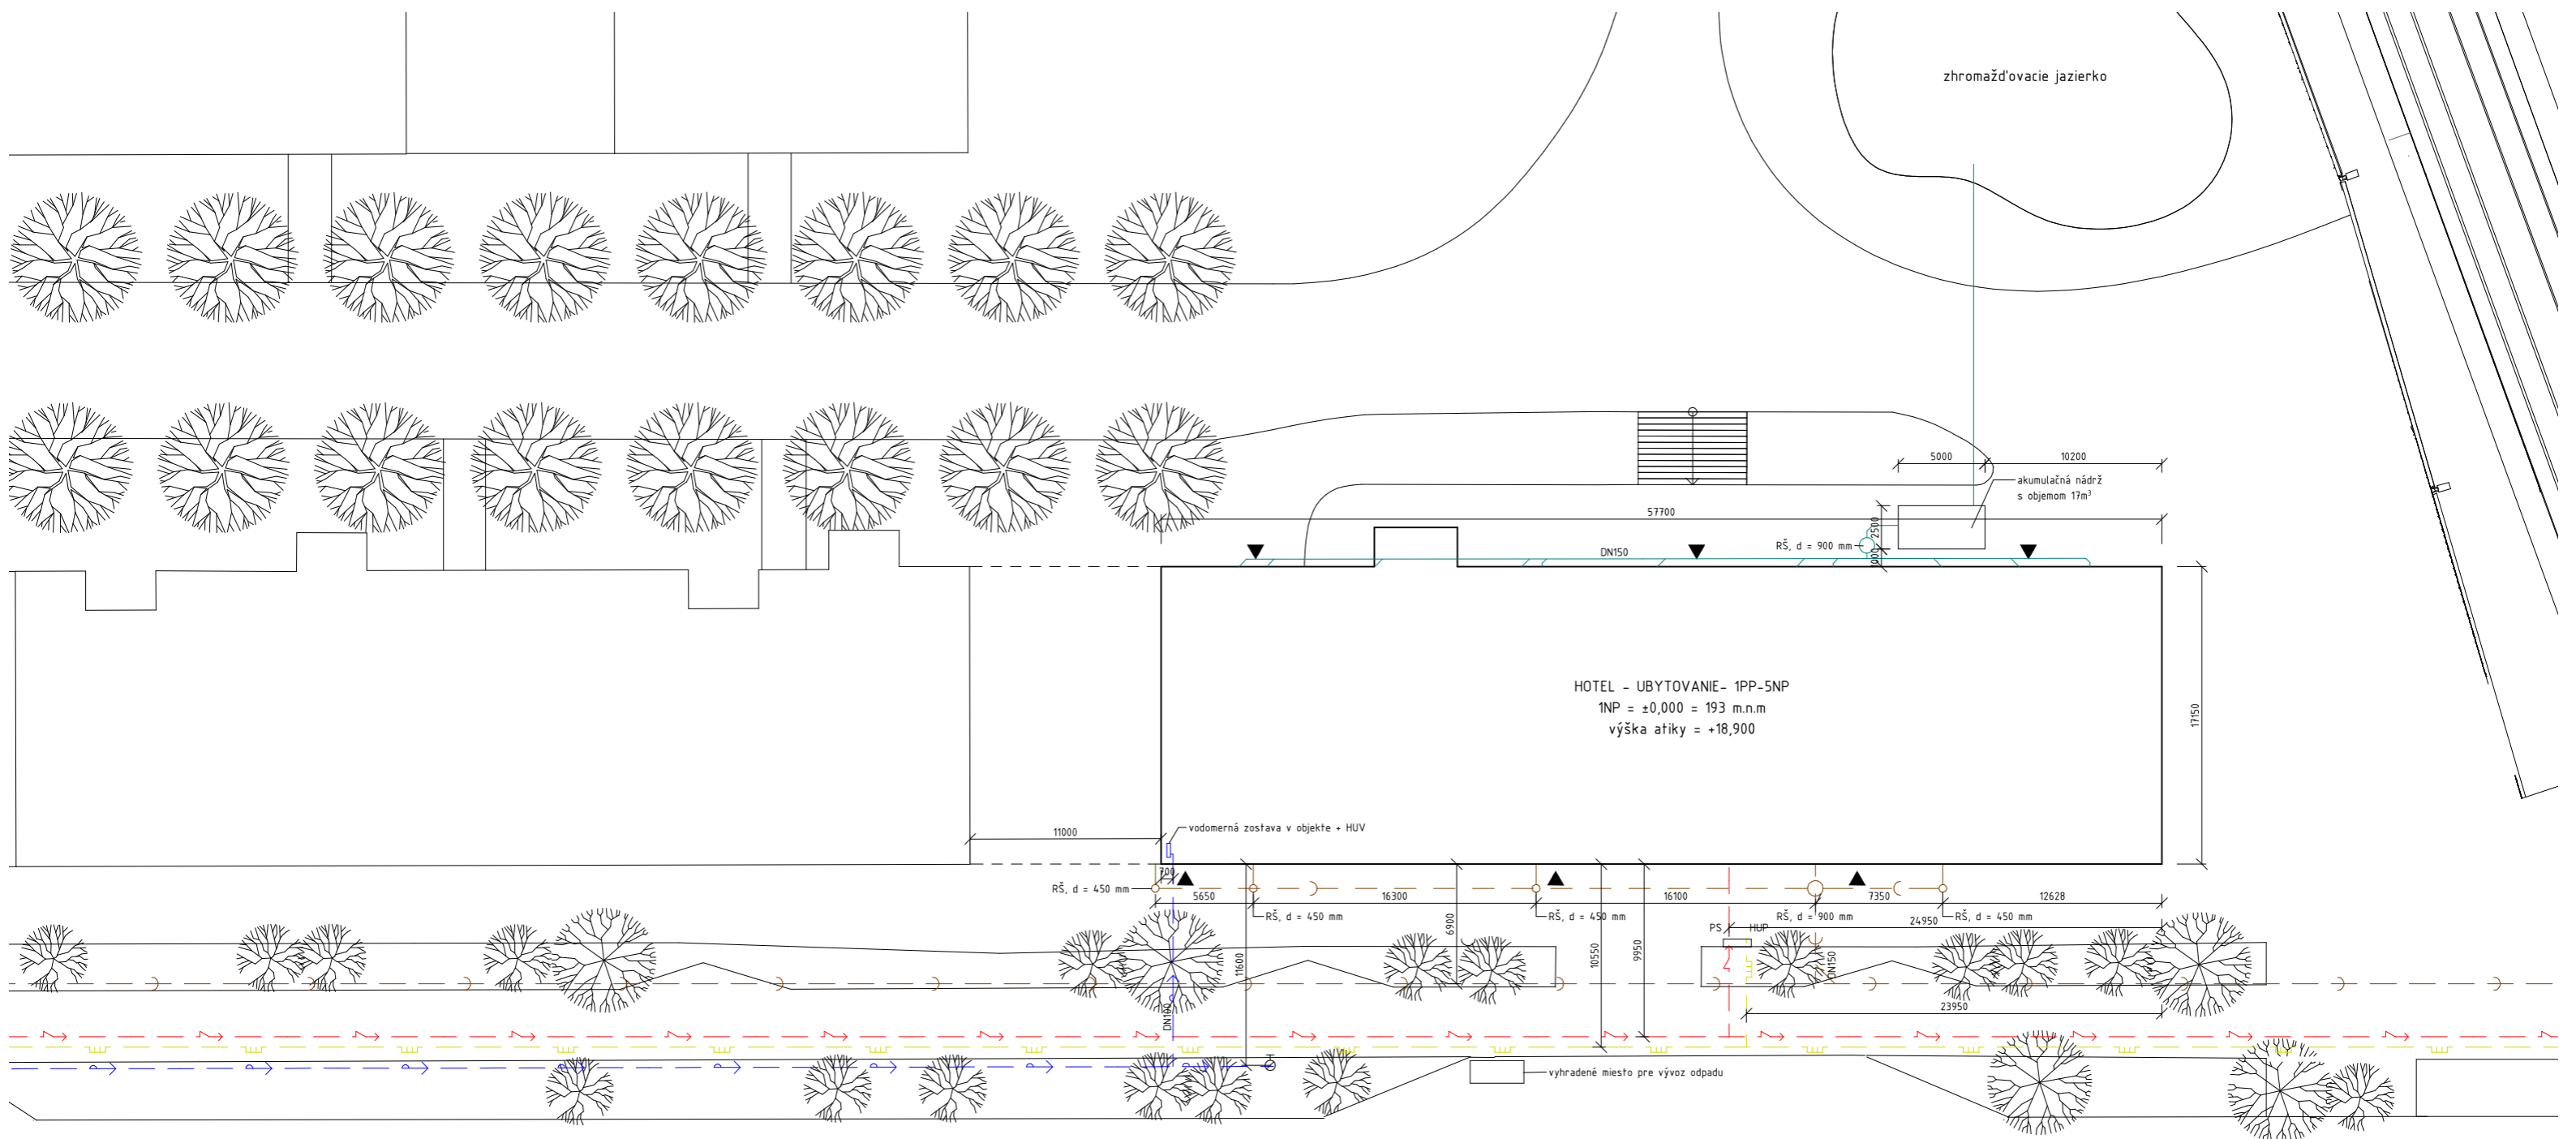 zhromažďovacie jazierko
5000
10200
akumulačná nádrž
s objemom 17m³
57700
2500
DN150
RŠ, d = 900 mm
1000
HOTEL - UBYTOVANIE- 1PP-5NP
1NP = ±0,000 = 193 m.n.m
výška atiky = +18,900
17150
11000
vodomerná zostava v objekte + HUV
700
RŠ, d = 450 mm
5650
16300
16100
7350
12628
RŠ, d = 450 mm
RŠ, d = 450 mm
RŠ, d = 900 mm
RŠ, d = 450 mm
6900
PS
HUP
24950
11600
10550
9950
DN150
DN100
23950
vyhradené miesto pre vývoz odpadu